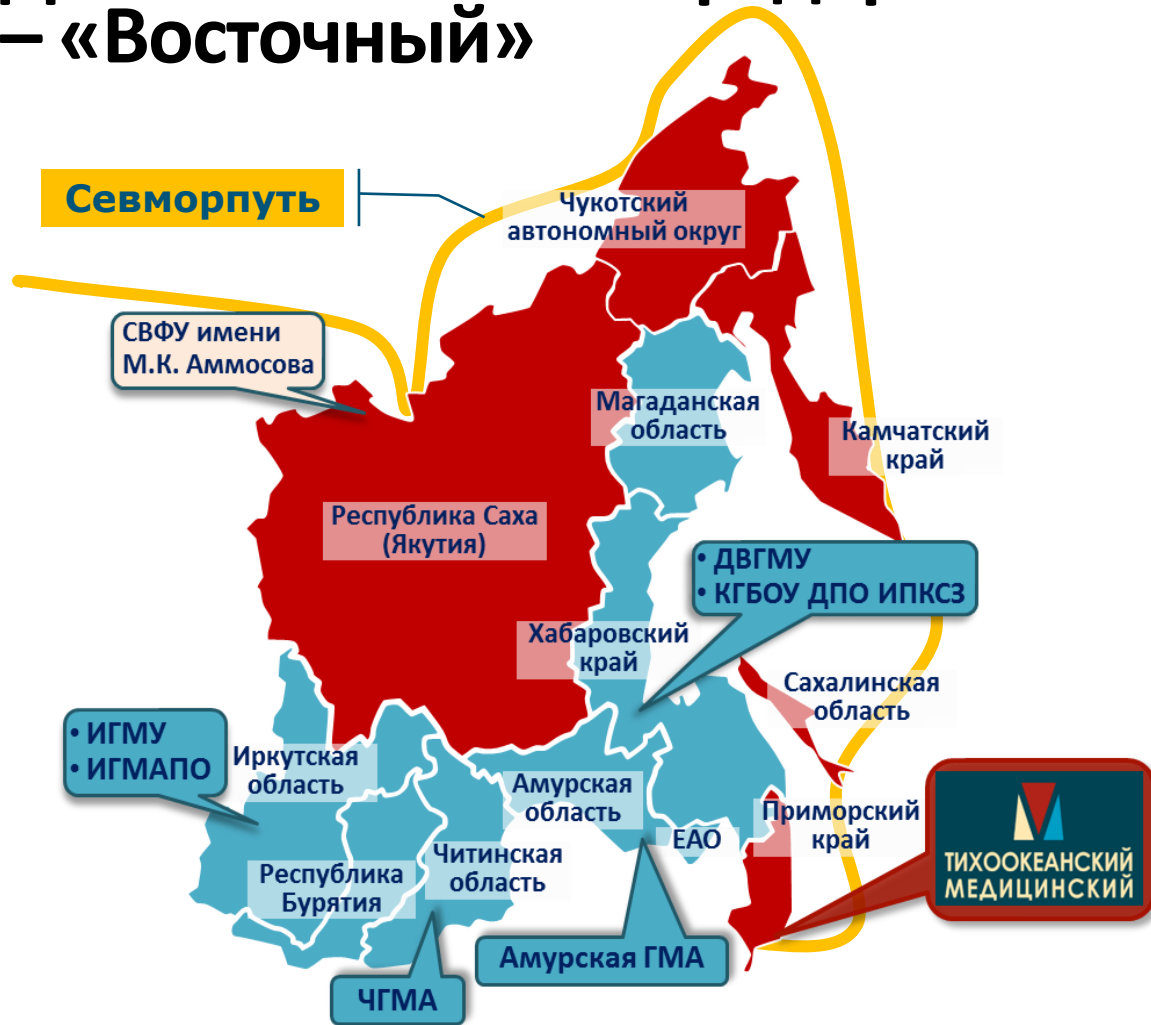 – «Восточный»
Севморпуть
Чукотский
автономный округ
СВФУ имени
М.К. Аммосова
Магаданская
область
Камчатский
край
Республика Саха
(Якутия)
• ДВГМУ
• КГБОУ ДПО ИПКСЗ
Хабаровский
край
Сахалинская
область
• ИГМУ
• ИГМАПО
Иркутская
область
Амурская
область
Приморский
край
ЕАО
ТИХООКЕАНСКИЙ
МЕДИЦИНСКИЙ
Читинская
область
Республика
Бурятия
Амурская ГМА
ЧГМА